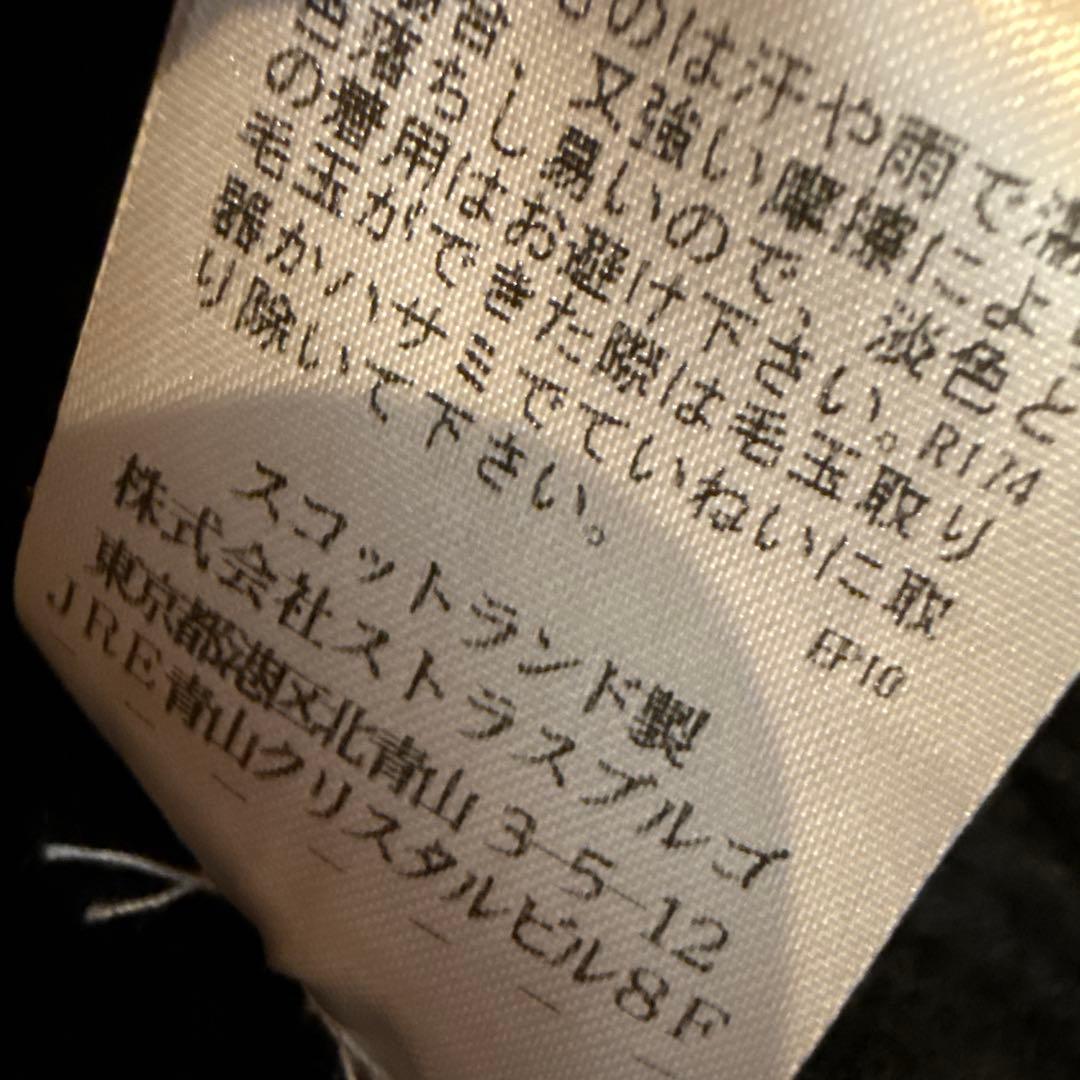 ものは汗や雨で濡
、又強い摩擦によ
落ちし易いので、淡色と
の着用はお避け下さい。R174
毛玉ができた際は毛玉取り
器かハサミでていねいに取
り除いて下さい。
EP10
スコットランド製
株式会社ストラスブルゴ
東京都港区北青山3-5-12
JRE青山クリスタルビル8F